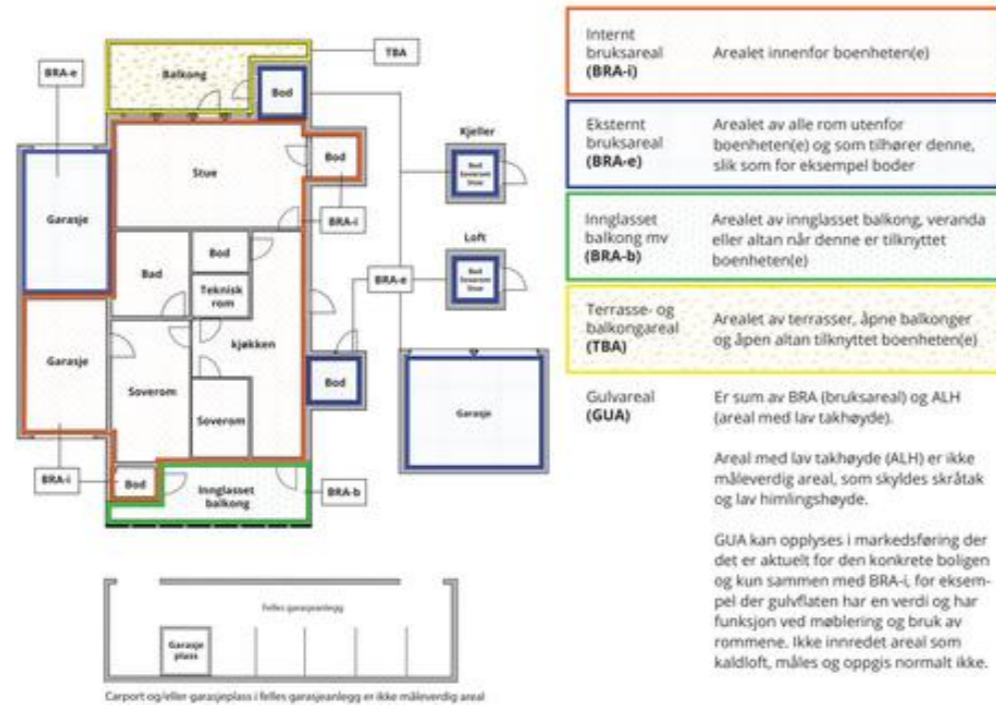 TBA
BRA-e
Balkong
Bod
Kjeller
Bod
Soverom
Stue
Stue
Bod
Garasje
BRA-i
Loft
Bod
Bad
BRA-e
Bod
Soverom
Stue
Teknisk
rom
Garasje
kjøkken
Soverom
Bod
Garasje
Soverom
BRA-i
Bod
Innglasset
balkong
BRA-b
Felles garasjeanlegg
Garasje
plass
Carport og/eller garasjeplass i felles garasjeanlegg er ikke måleverdig areal
Internt
bruksareal
(BRA-i)
Arealet innenfor boenheten(e)
Eksternt
bruksareal
(BRA-e)
Arealet av alle rom utenfor
boenheten(e) og som tilhører denne,
slik som for eksempel boder
Innglasset
balkong mv
(BRA-b)
Arealet av innglasset balkong, veranda
eller altan når denne er tilknyttet
boenheten(e)
Terrasse- og
balkongareal
(TBA)
Arealet av terrasser, åpne balkonger
og åpen altan tilknyttet boenheten(e)
Gulvareal
(GUA)
Er sum av BRA (bruksareal) og ALH
(areal med lav takhøyde).
Areal med lav takhøyde (ALH) er ikke
måleverdig areal, som skyldes skråtak
og lav himlingshøyde.
GUA kan opplyses i markedsføring der
det er aktuelt for den konkrete boligen
og kun sammen med BRA-i, for eksem-
pel der gulvflaten har en verdi og har
funksjon ved møblering og bruk av
rommene. Ikke innredet areal som
kaldloft, måles og oppgis normalt ikke.